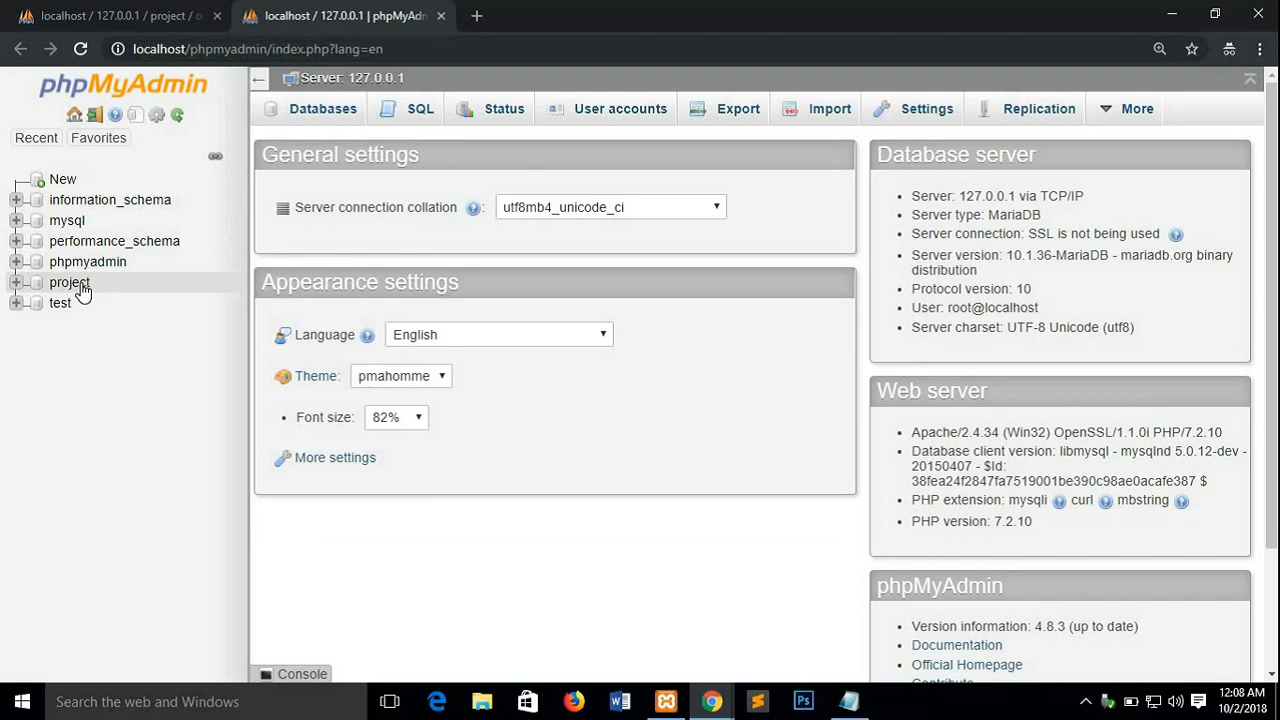 localhost / 127.0.0.1 / project / o
localhost / 127.0.0.1 | phpMyAdn
localhost/phpmyadmin/index.php?lang=en
phpMyAdmin
Recent
Favorites
New
information_schema
mysql
performance_schema
phpmyadmin
project
test
Server: 127.0.0.1
Databases
SQL
Status
User accounts
Export
Import
Settings
Replication
More
General settings
Server connection collation
:
utf8mb4_unicode_ci
Appearance settings
Language
English
Theme:
pmahomme
Font size:
82%
More settings
Console
Database server
Server: 127.0.0.1 via TCP/IP
Server type: MariaDB
Server connection: SSL is not being used
Server version: 10.1.36-MariaDB - mariadb.org binary
distribution
Protocol version: 10
User: root@localhost
Server charset: UTF-8 Unicode (utf8)
Web server
Apache/2.4.34 (Win32) OpenSSL/1.1.0i PHP/7.2.10
Database client version: libmysql - mysqlnd 5.0.12-dev -
20150407 - $Id:
38fea24f2847fa7519001be390c98ae0acafe387 $
PHP extension: mysqli curl mbstring
PHP version: 7.2.10
phpMyAdmin
Version information: 4.8.3 (up to date)
Documentation
Official Homepage
Search the web and Windows
12:08 AM
10/2/2018